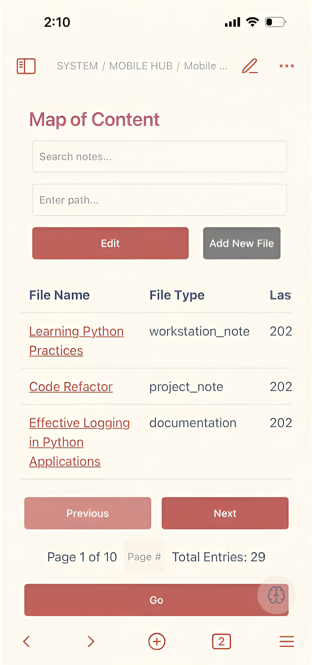 2:10
SYSTEM / MOBILE HUB / Mobile ...
Map of Content
Search notes...
Enter path...
Edit
Add New File
File Name File Type Las
Learning Python workstation_note 202
Practices
Code Refactor project_note 202
Effective Logging documentation 202
in Python
Applications
Previous
Next
Page 1 of 10 Page # Total Entries: 29
Go
2